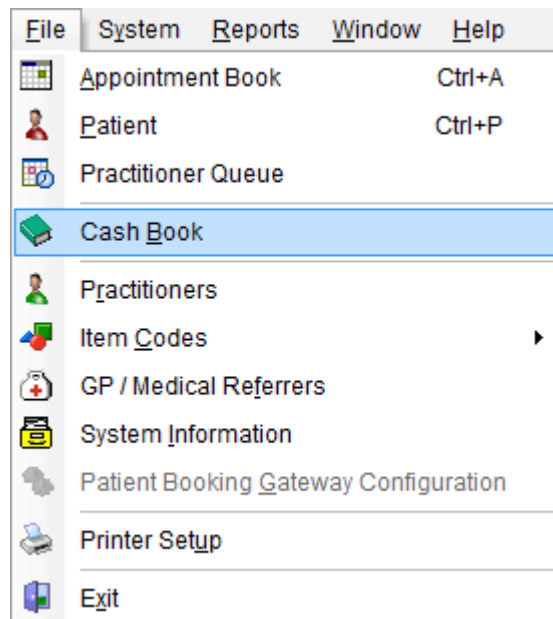 File System Reports Window Help
Appointment Book Ctrl+A
Patient Ctrl+P
Practitioner Queue
Cash Book
Practitioners
Item Codes
GP / Medical Referrers
System Information
Patient Booking Gateway Configuration
Printer Setup
Exit